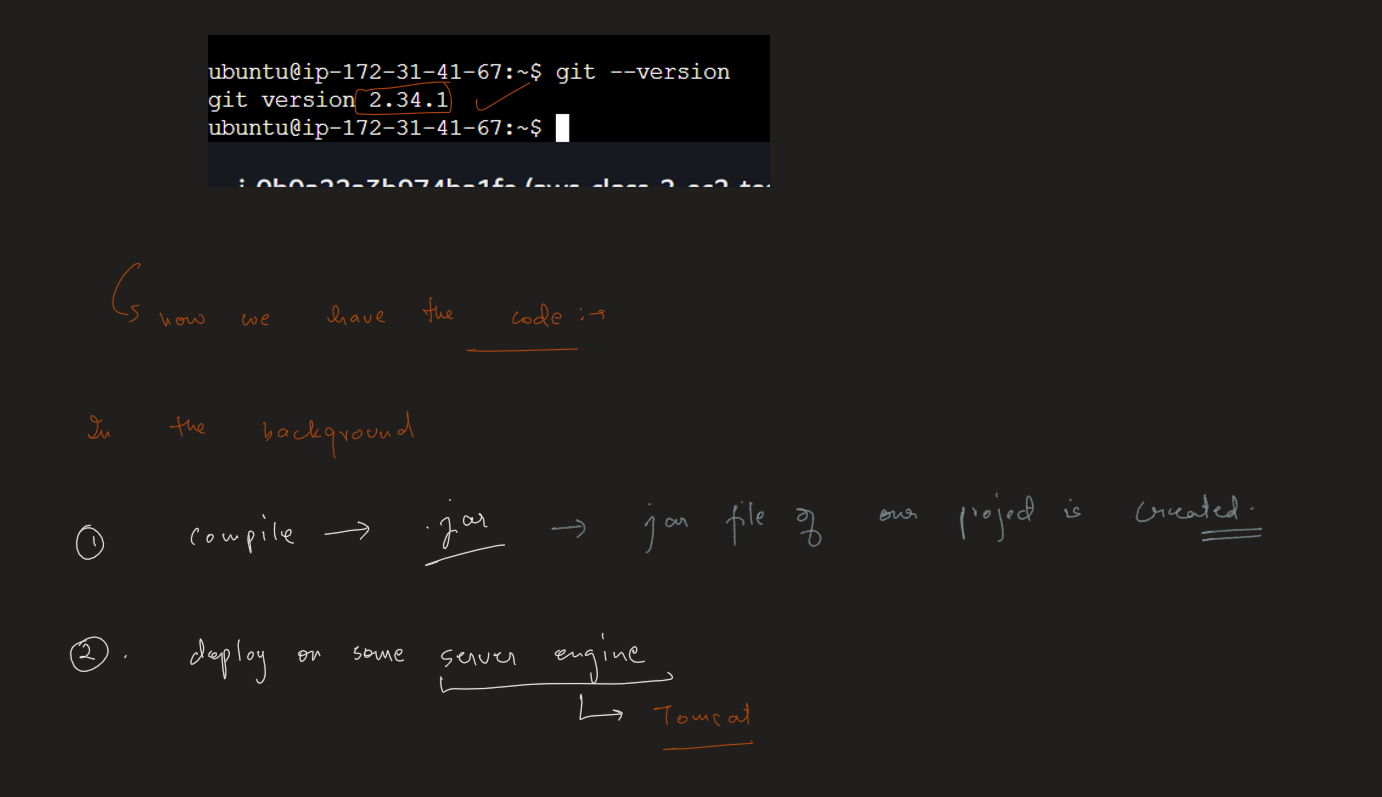 ubuntu@ip-172-31-41-67:~$ git --version
git version 2.34.1
ubuntu@ip-172-31-41-67:~$
now we have the code :→
In the background
① compile → .jar → jar file of our project is created.
②. deploy on some server engine
↳ Tomcat